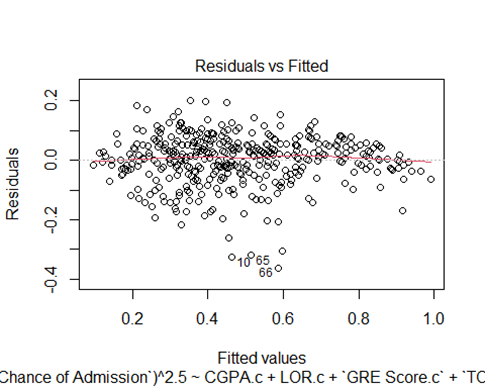 Residuals vs Fitted
0.2
0.0
-0.2
-0.4
Residuals
10 65
66
0.2 0.4 0.6 0.8 1.0
Fitted values
Chance of Admission`)^2.5 ~ CGPA.c + LOR.c + `GRE Score.c` + `TO